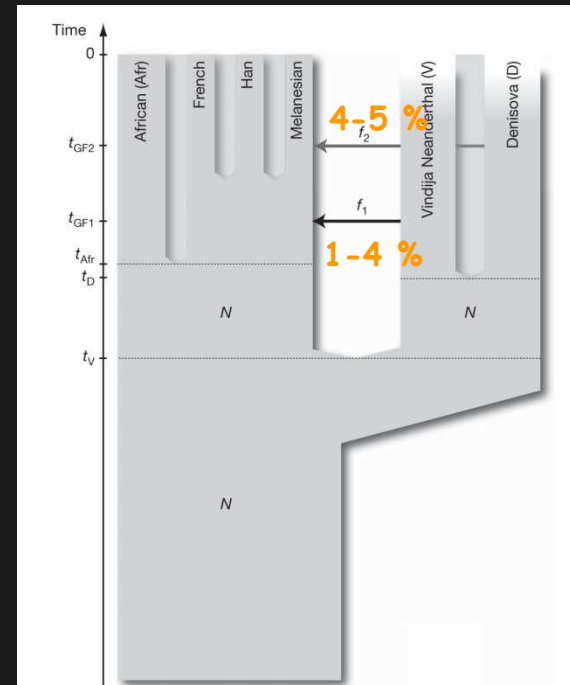 Time
0
African (Afr)
French
Han
Melanesian
Vindija Neanderthal (V)
Denisova (D)
4-5 %
f2
tGF2
f1
tGF1
1-4 %
tAfr
tD
N
N
tV
N